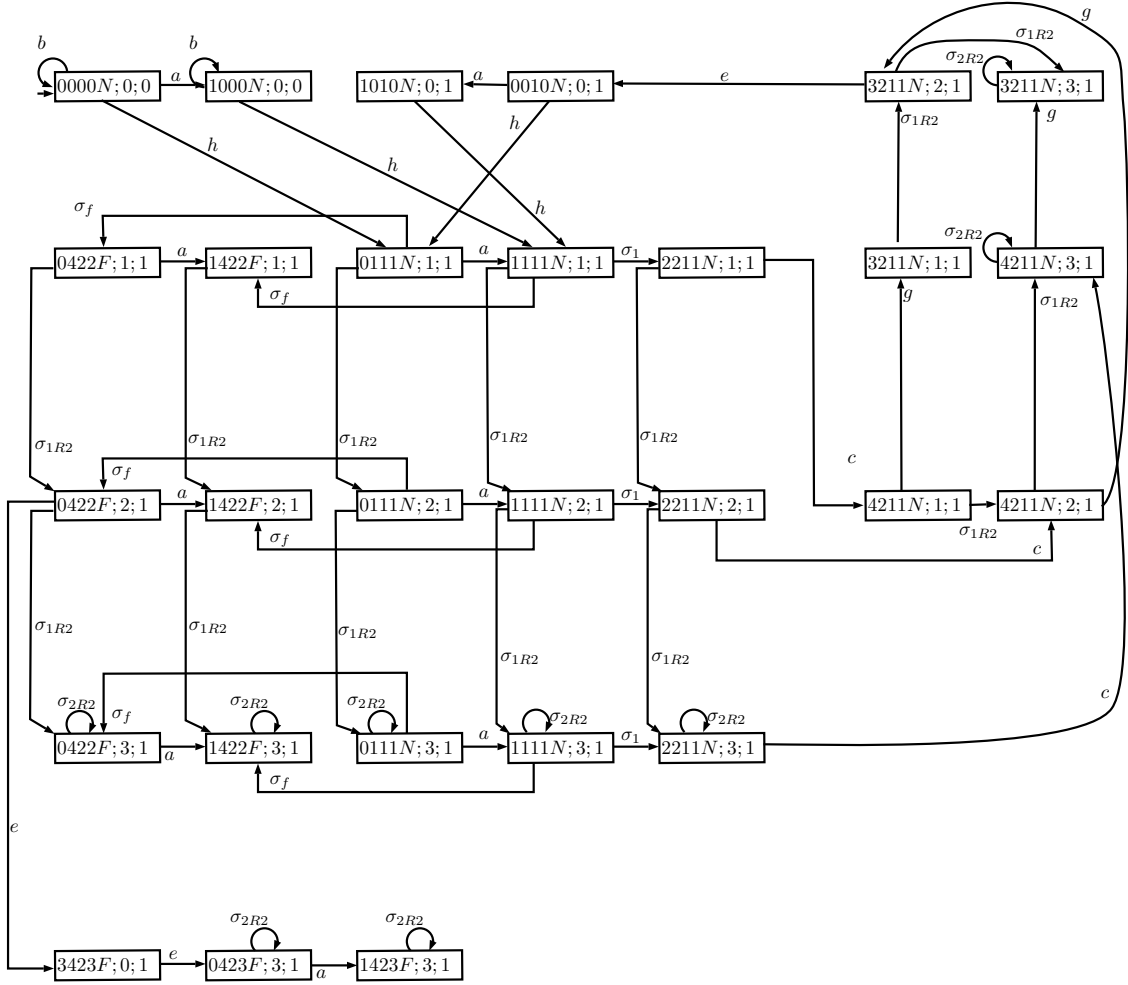 g
b b σ1R2
σ2R2
a a e
0000N; 0; 0 1000N; 0; 0 1010N; 0; 1 0010N; 0; 1 3211N; 2; 1 3211N; 3; 1
h σ1R2 g
h h
σf h
σ2R2
a a σ1
0422F; 1; 1 1422F; 1; 1 0111N; 1; 1 1111N; 1; 1 2211N; 1; 1 3211N; 1; 1 4211N; 3; 1
σf g σ1R2
σ1R2 σ1R2 σ1R2 σ1R2 σ1R2
c
σf
a a σ1
0422F; 2; 1 1422F; 2; 1 0111N; 2; 1 1111N; 2; 1 2211N; 2; 1 4211N; 1; 1 4211N; 2; 1
σ1R2
σf c
σ1R2 σ1R2 σ1R2 σ1R2 σ1R2
c
σ2R2 σ2R2 σ2R2 σ2R2 σ2R2
σf
a σ1
0422F; 3; 1 1422F; 3; 1 0111N; 3; 1 1111N; 3; 1 2211N; 3; 1
a
σf
e
σ2R2 σ2R2
e
3423F; 0; 1 0423F; 3; 1 1423F; 3; 1
a